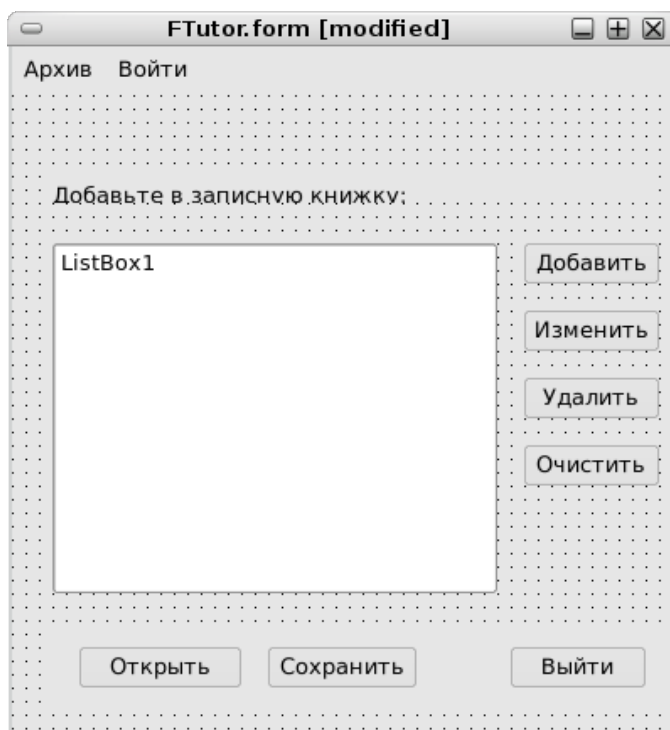 FTutor.form [modified]
Архив Войти
Добавьте в записную книжку:
ListBox1
Добавить
Изменить
Удалить
Очистить
Открыть Сохранить Выйти